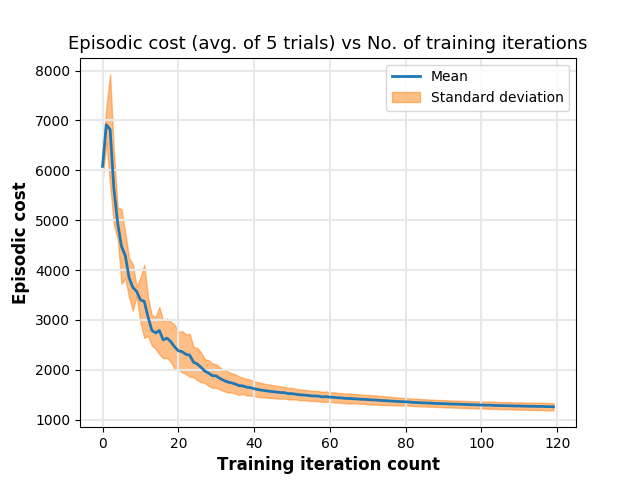 Episodic cost (avg. of 5 trials) vs No. of training iterations
Mean
Standard deviation
8000
7000
6000
5000
4000
3000
2000
1000
Episodic cost
0 20 40 60 80 100 120
Training iteration count